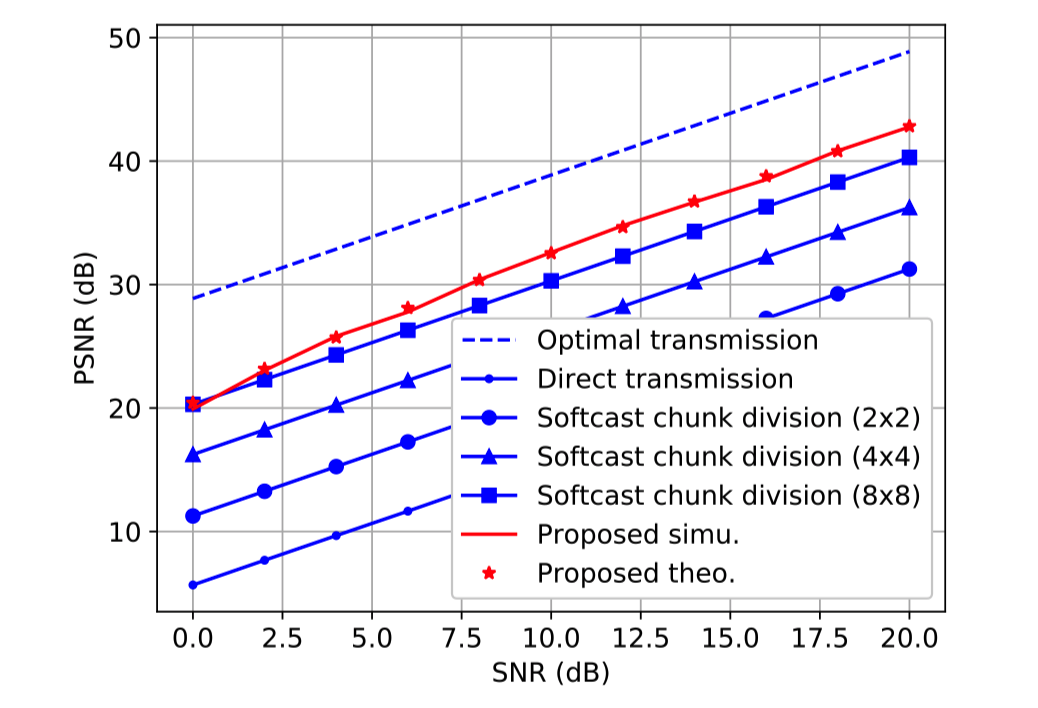 50
40
30
20
10
PSNR (dB)
Optimal transmission
Direct transmission
Softcast chunk division (2x2)
Softcast chunk division (4x4)
Softcast chunk division (8x8)
Proposed simu.
Proposed theo.
0.0 2.5 5.0 7.5 10.0 12.5 15.0 17.5 20.0
SNR (dB)